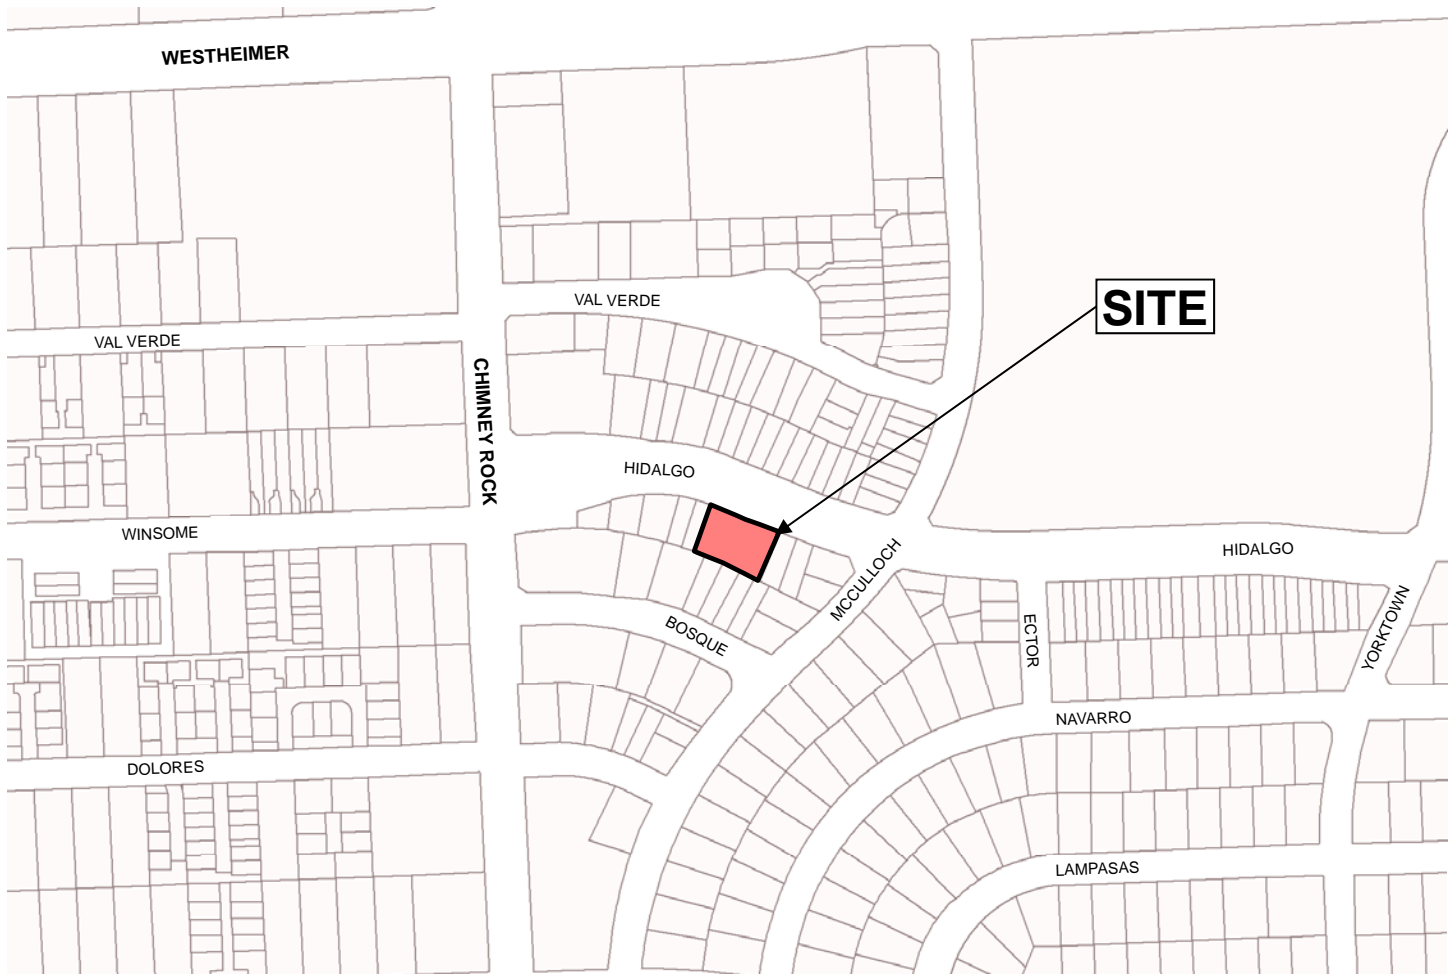 WESTHEIMER
SITE
VAL VERDE
VAL VERDE
CHIMNEY ROCK
HIDALGO
WINSOME
HIDALGO
MCCULLOCH
YORKTOWN
ECTOR
BOSQUE
NAVARRO
DOLORES
LAMPASAS